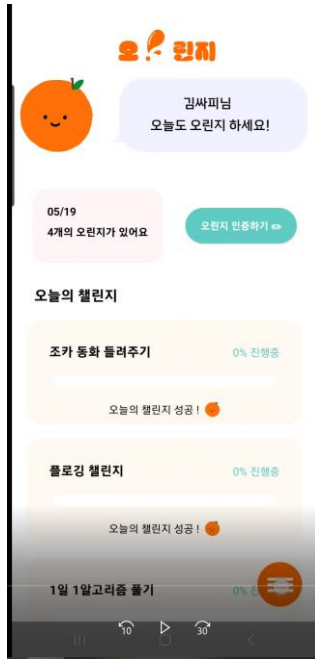 오 린지
김싸피님
오늘도 오린지 하세요!
05/19
4개의 오린지가 있어요
오린지 인증하기
오늘의 챌린지
조카 동화 들려주기
0% 진행중
오늘의 챌린지 성공 !
플로깅 챌린지
0% 진행중
오늘의 챌린지 성공 !
1일 1알고리즘 풀기
0%
10
30